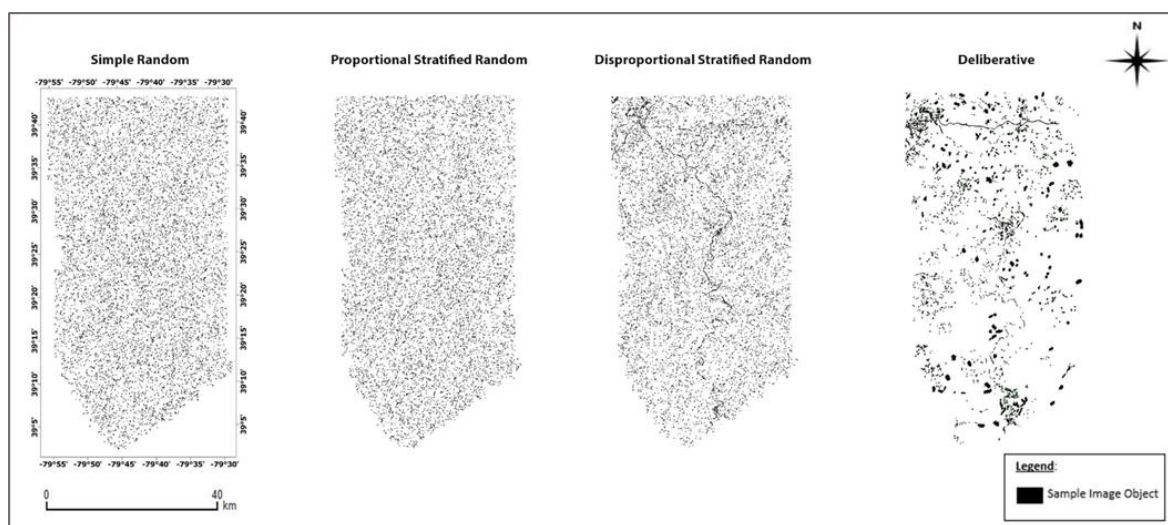 N
Simple Random
Proportional Stratified Random
Disproportional Stratified Random
Deliberative
-79°55' -79°50' -79°45' -79°40' -79°35' -79°30'
39°40'
39°35'
39°30'
39°25'
39°20'
39°15'
39°10'
39°5'
39°40'
39°35'
39°30'
39°25'
39°20'
39°15'
39°10'
39°5'
-79°55' -79°50' -79°45' -79°40' -79°35' -79°30'
0 40
km
Legend:
Sample Image Object